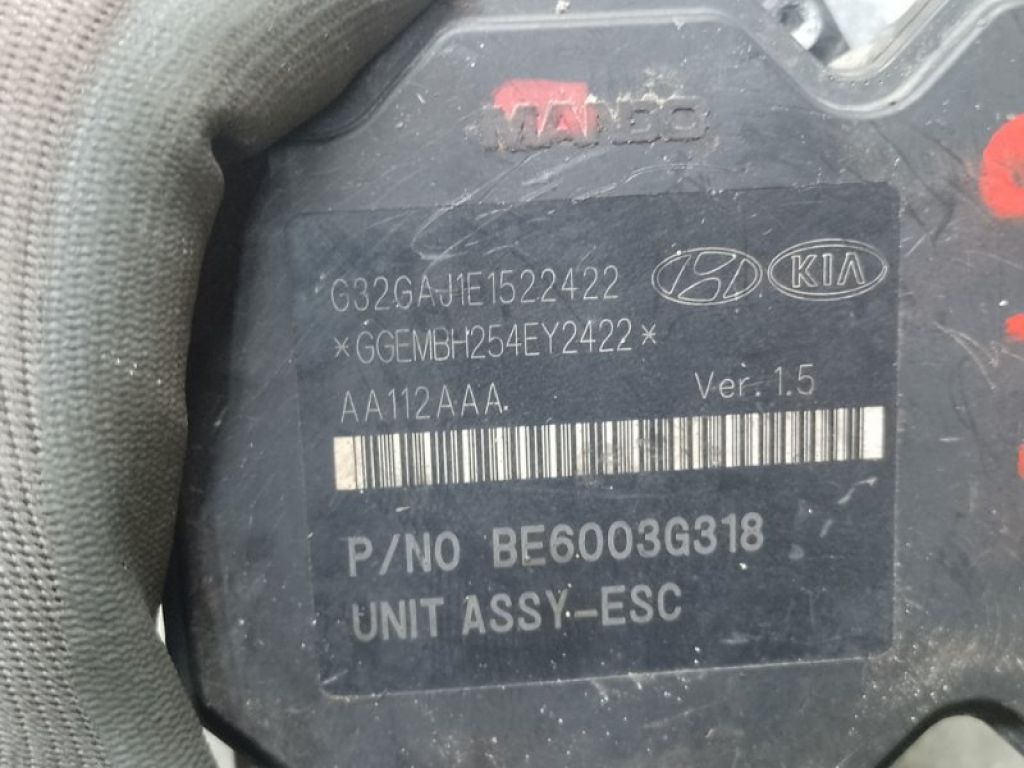 MANDO
G32GAJ1E1522422
KIA
*GGEMBH254EY2422*
AA112AAA
Ver. 1.5
P/NO BE6003G318
UNIT ASSY-ESC